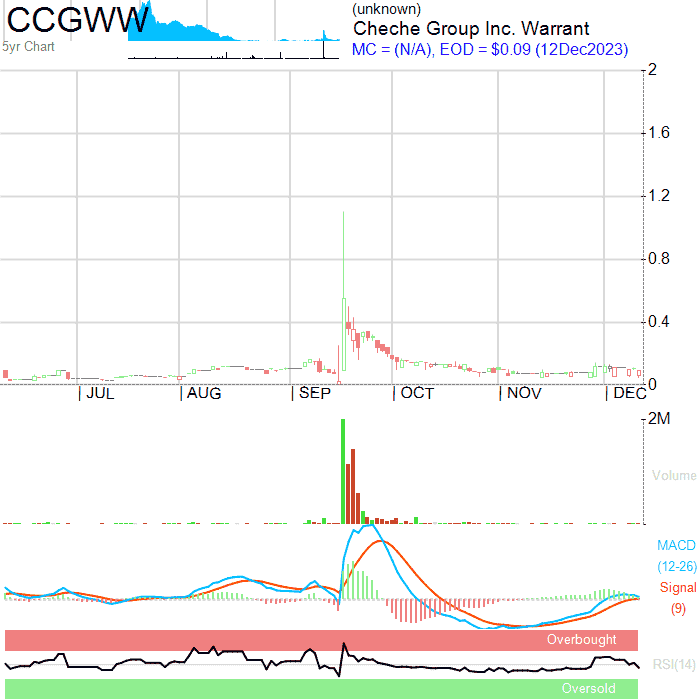 CCGWW
(unknown)
Cheche Group Inc. Warrant
5yr Chart
MC = (N/A), EOD = $0.09 (12Dec2023)
2
1.6
1.2
0.8
0.4
0
JUL AUG SEP OCT NOV DEC
2M
Volume
MACD
(12-26)
Signal
(9)
Overbought
RSI(14)
Oversold